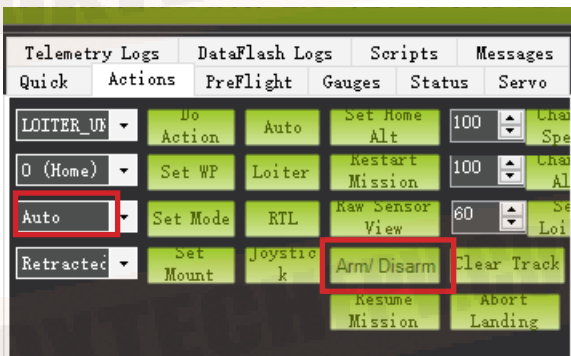 Telemetry Logs DataFlash Logs Scripts Messages
Quick Actions PreFlight Gauges Status Servo
LOITER_UN Do Action Auto Set Home Alt 100
0 (Home) Set WP Loiter Restart Mission 100
Auto Set Mode RTL Raw Sensor View 60
Retracted Set Mount Joystick Arm/ Disarm Clear Track
Resume Mission Abort Landing